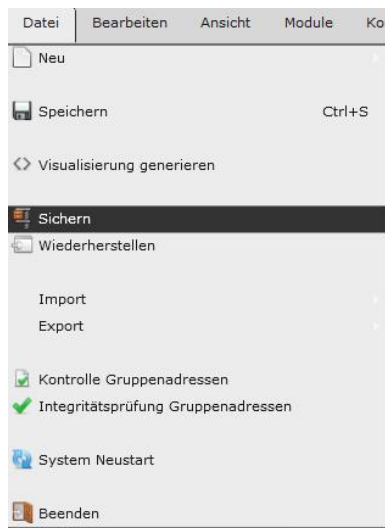 Datei Bearbeiten Ansicht Module Ko
Neu
Speichern Ctrl+S
Visualisierung generieren
Sichern
Wiederherstellen
Import
Export
Kontrolle Gruppenadressen
Integritätsprüfung Gruppenadressen
System Neustart
Beenden